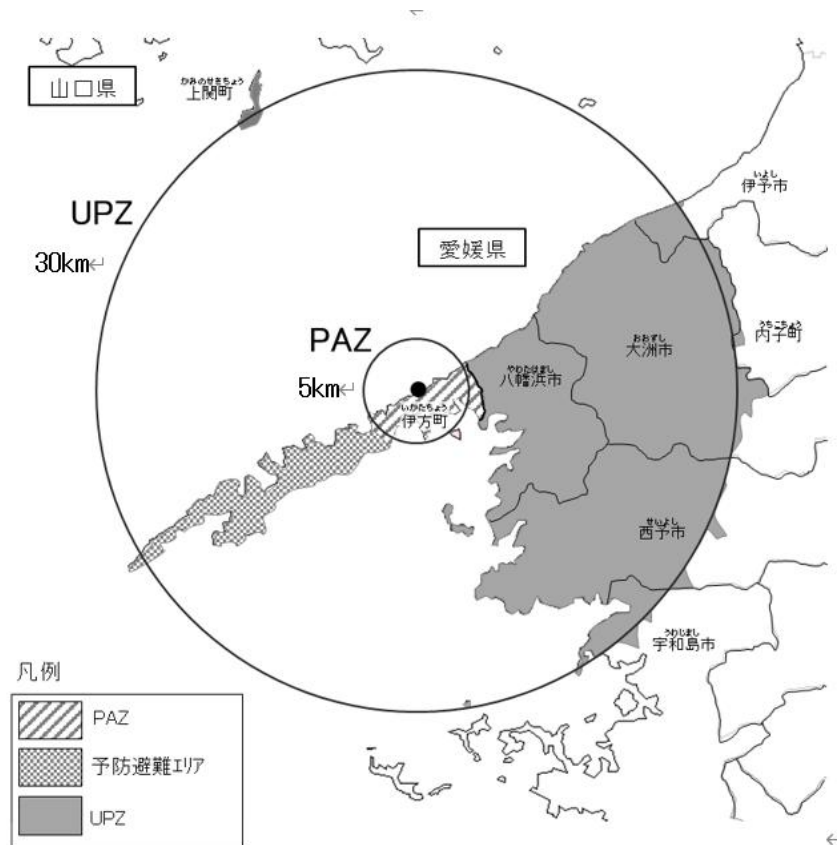 山口県
かみのせきちょう
上関町
いよし
伊予市
UPZ
30km
愛媛県
うちこちょう
内子町
おおずし
大洲市
PAZ
5km
やわたはまし
八幡浜市
いかたちょう
伊方町
せいよし
西予市
うわじまし
宇和島市
凡例
PAZ
予防避難エリア
UPZ